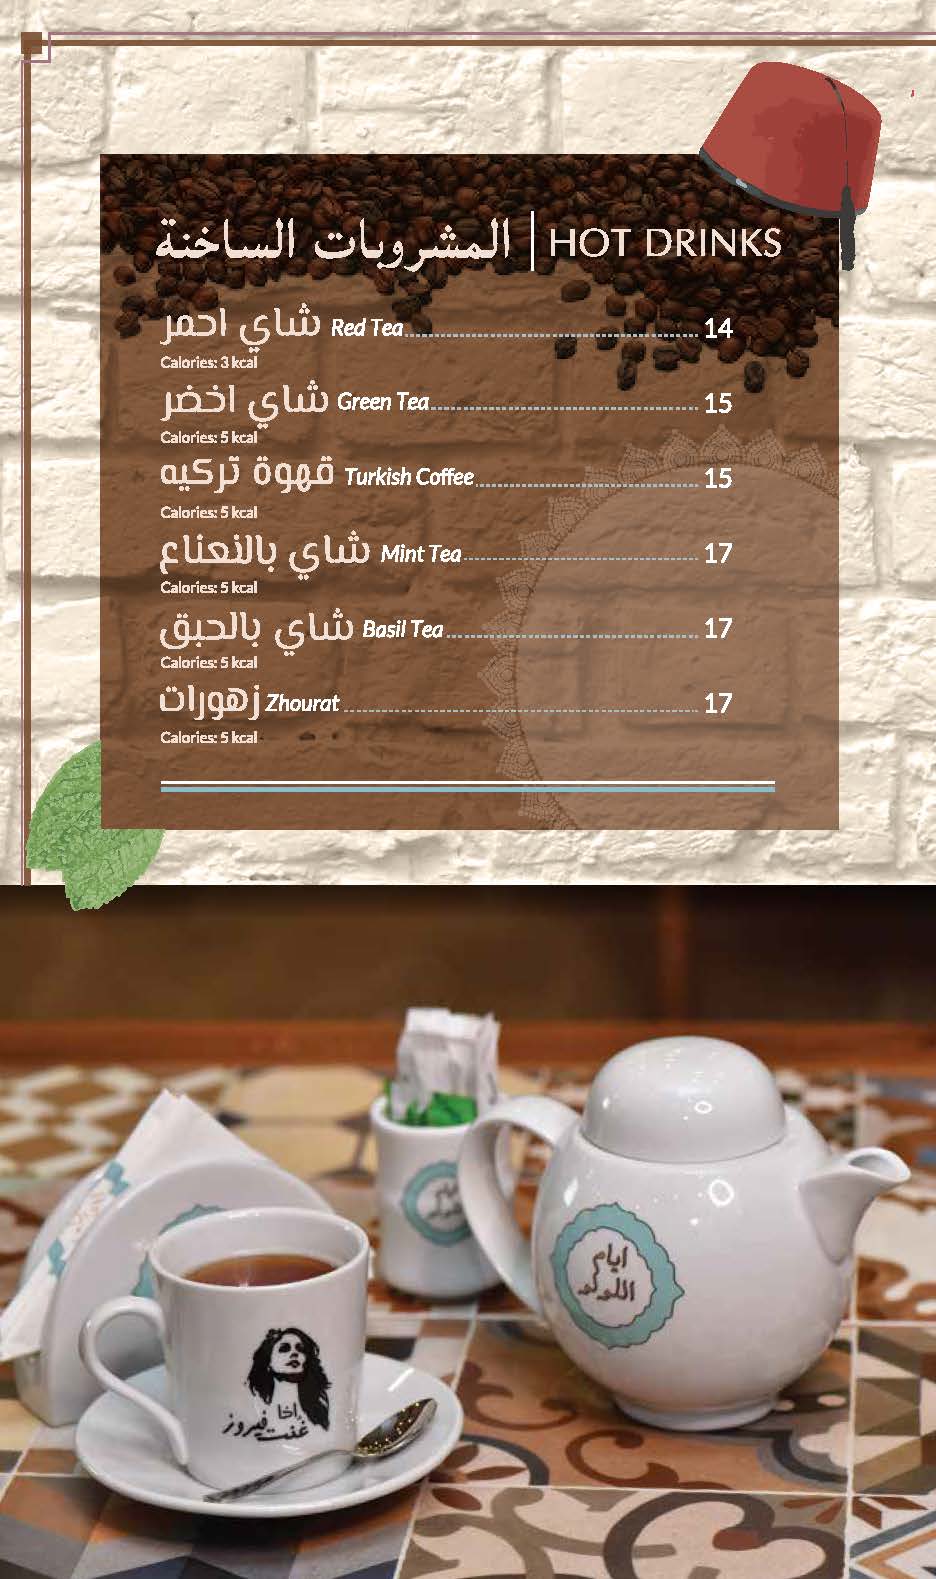 المشروبات الساخنة | HOT DRINKS
شاي احمر Red Tea 14
Calories: 3 kcal
شاي اخضر Green Tea 15
Calories: 5 kcal
قهوة تركيه Turkish Coffee 15
Calories: 5 kcal
شاي بالنعناع Mint Tea 17
Calories: 5 kcal
شاي بالحبق Basil Tea 17
Calories: 5 kcal
زهورات Zhourat 17
Calories: 5 kcal
ايام
اللولو
ايام
اللولو
غنت فيروز